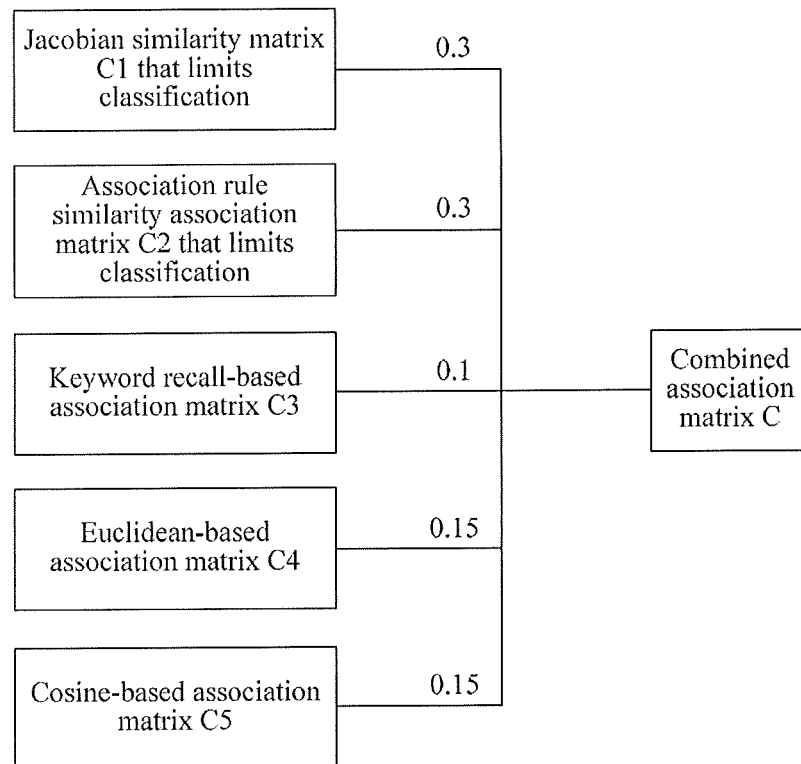 Jacobian similarity matrix
C1 that limits
classification
0.3
Association rule
similarity association
matrix C2 that limits
classification
0.3
Keyword recall-based
association matrix C3
0.1
Euclidean-based
association matrix C4
0.15
Cosine-based association
matrix C5
0.15
Combined
association
matrix C